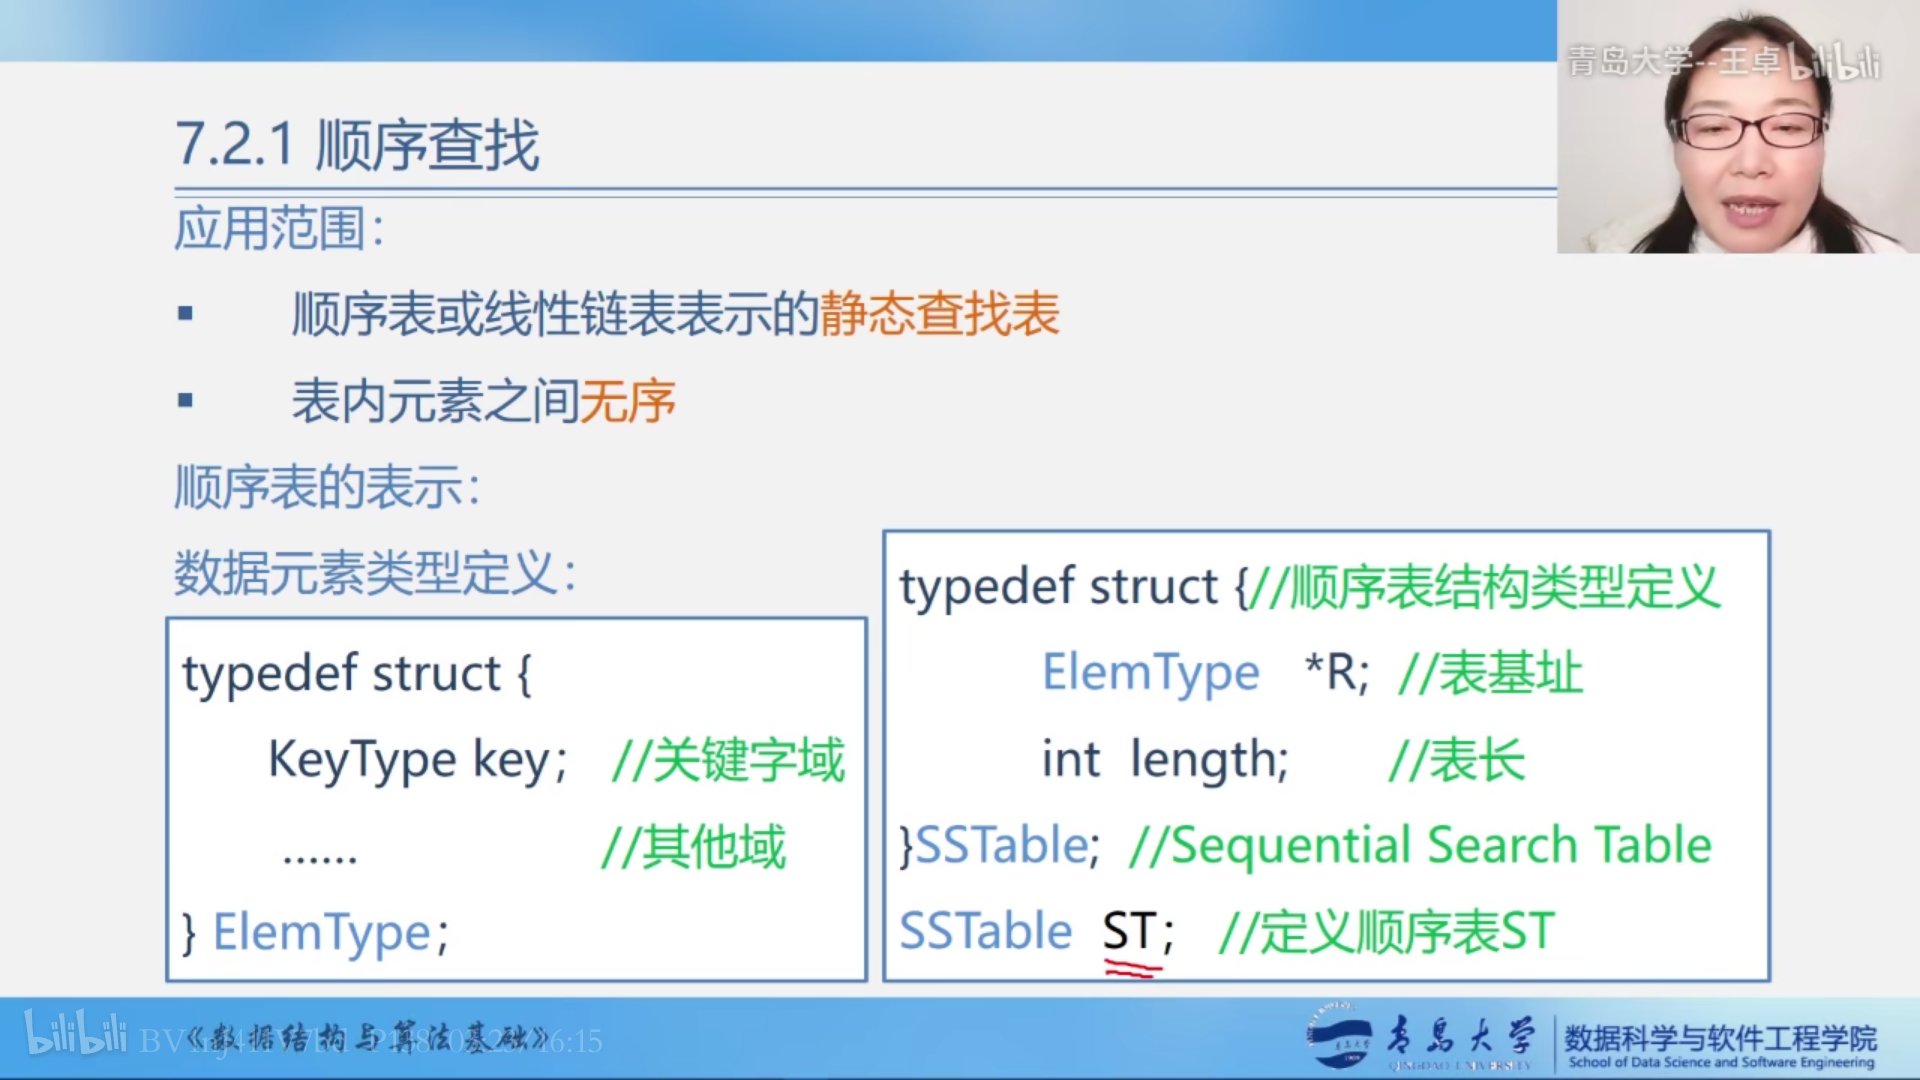 青岛大学--王卓 bilibili
7.2.1 顺序查找
应用范围：
▪ 顺序表或线性链表表示的静态查找表
▪ 表内元素之间无序
顺序表的表示：
数据元素类型定义：
typedef struct {
KeyType key; //关键字域
...... //其他域
} ElemType;
typedef struct {//顺序表结构类型定义
ElemType *R; //表基址
int length; //表长
}SSTable; //Sequential Search Table
SSTable ST; //定义顺序表ST
bilibili
《数据结构与算法基础》
16:15
青岛大学
QINGDAO UNIVERSITY
数据科学与软件工程学院
School of Data Science and Software Engineering